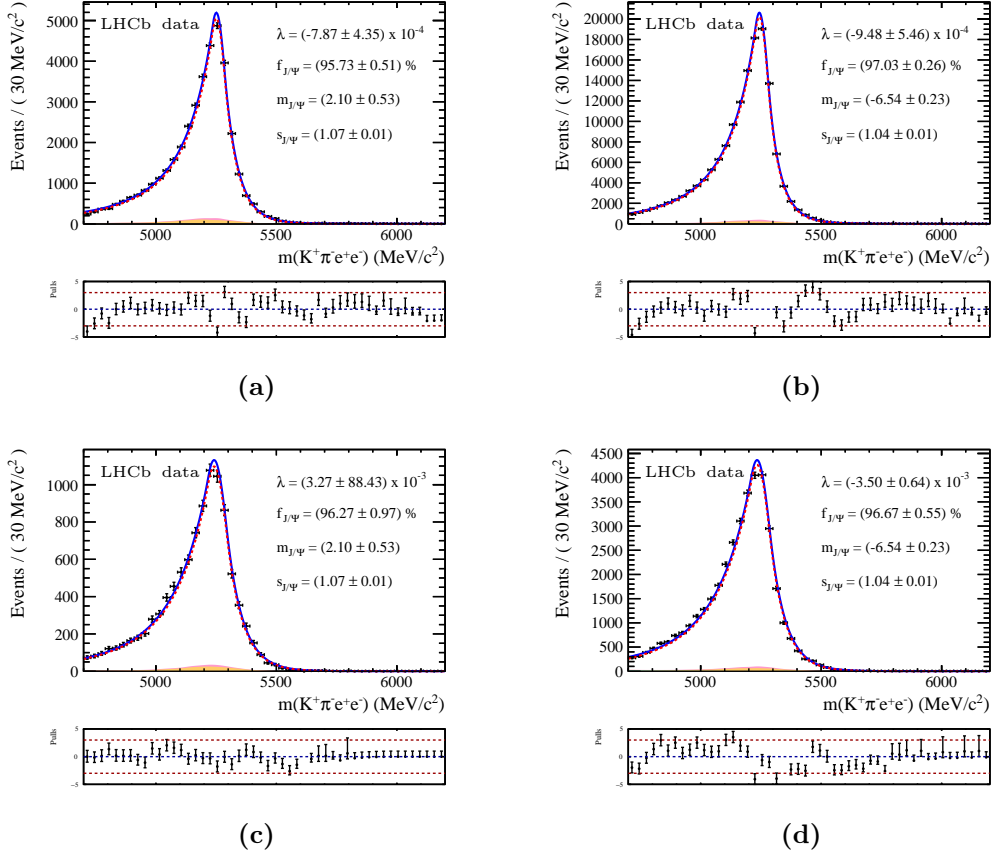 LHCb data
λ = (-7.87 ± 4.35) x 10⁻⁴
f_J/Ψ = (95.73 ± 0.51) %
m_J/Ψ = (2.10 ± 0.53)
s_J/Ψ = (1.07 ± 0.01)
Events / ( 30 MeV/c² )
5000
4000
3000
2000
1000
0
5000 5500 6000
m(K⁺π⁻e⁺e⁻) (MeV/c²)
Pulls
5
0
−5
(a)
LHCb data
λ = (-9.48 ± 5.46) x 10⁻⁴
f_J/Ψ = (97.03 ± 0.26) %
m_J/Ψ = (-6.54 ± 0.23)
s_J/Ψ = (1.04 ± 0.01)
Events / ( 30 MeV/c² )
20000
18000
16000
14000
12000
10000
8000
6000
4000
2000
0
5000 5500 6000
m(K⁺π⁻e⁺e⁻) (MeV/c²)
Pulls
5
0
−5
(b)
LHCb data
λ = (3.27 ± 88.43) x 10⁻³
f_J/Ψ = (96.27 ± 0.97) %
m_J/Ψ = (2.10 ± 0.53)
s_J/Ψ = (1.07 ± 0.01)
Events / ( 30 MeV/c² )
1000
800
600
400
200
0
5000 5500 6000
m(K⁺π⁻e⁺e⁻) (MeV/c²)
Pulls
5
0
−5
(c)
LHCb data
λ = (-3.50 ± 0.64) x 10⁻³
f_J/Ψ = (96.67 ± 0.55) %
m_J/Ψ = (-6.54 ± 0.23)
s_J/Ψ = (1.04 ± 0.01)
Events / ( 30 MeV/c² )
4500
4000
3500
3000
2500
2000
1500
1000
500
0
5000 5500 6000
m(K⁺π⁻e⁺e⁻) (MeV/c²)
Pulls
5
0
−5
(d)